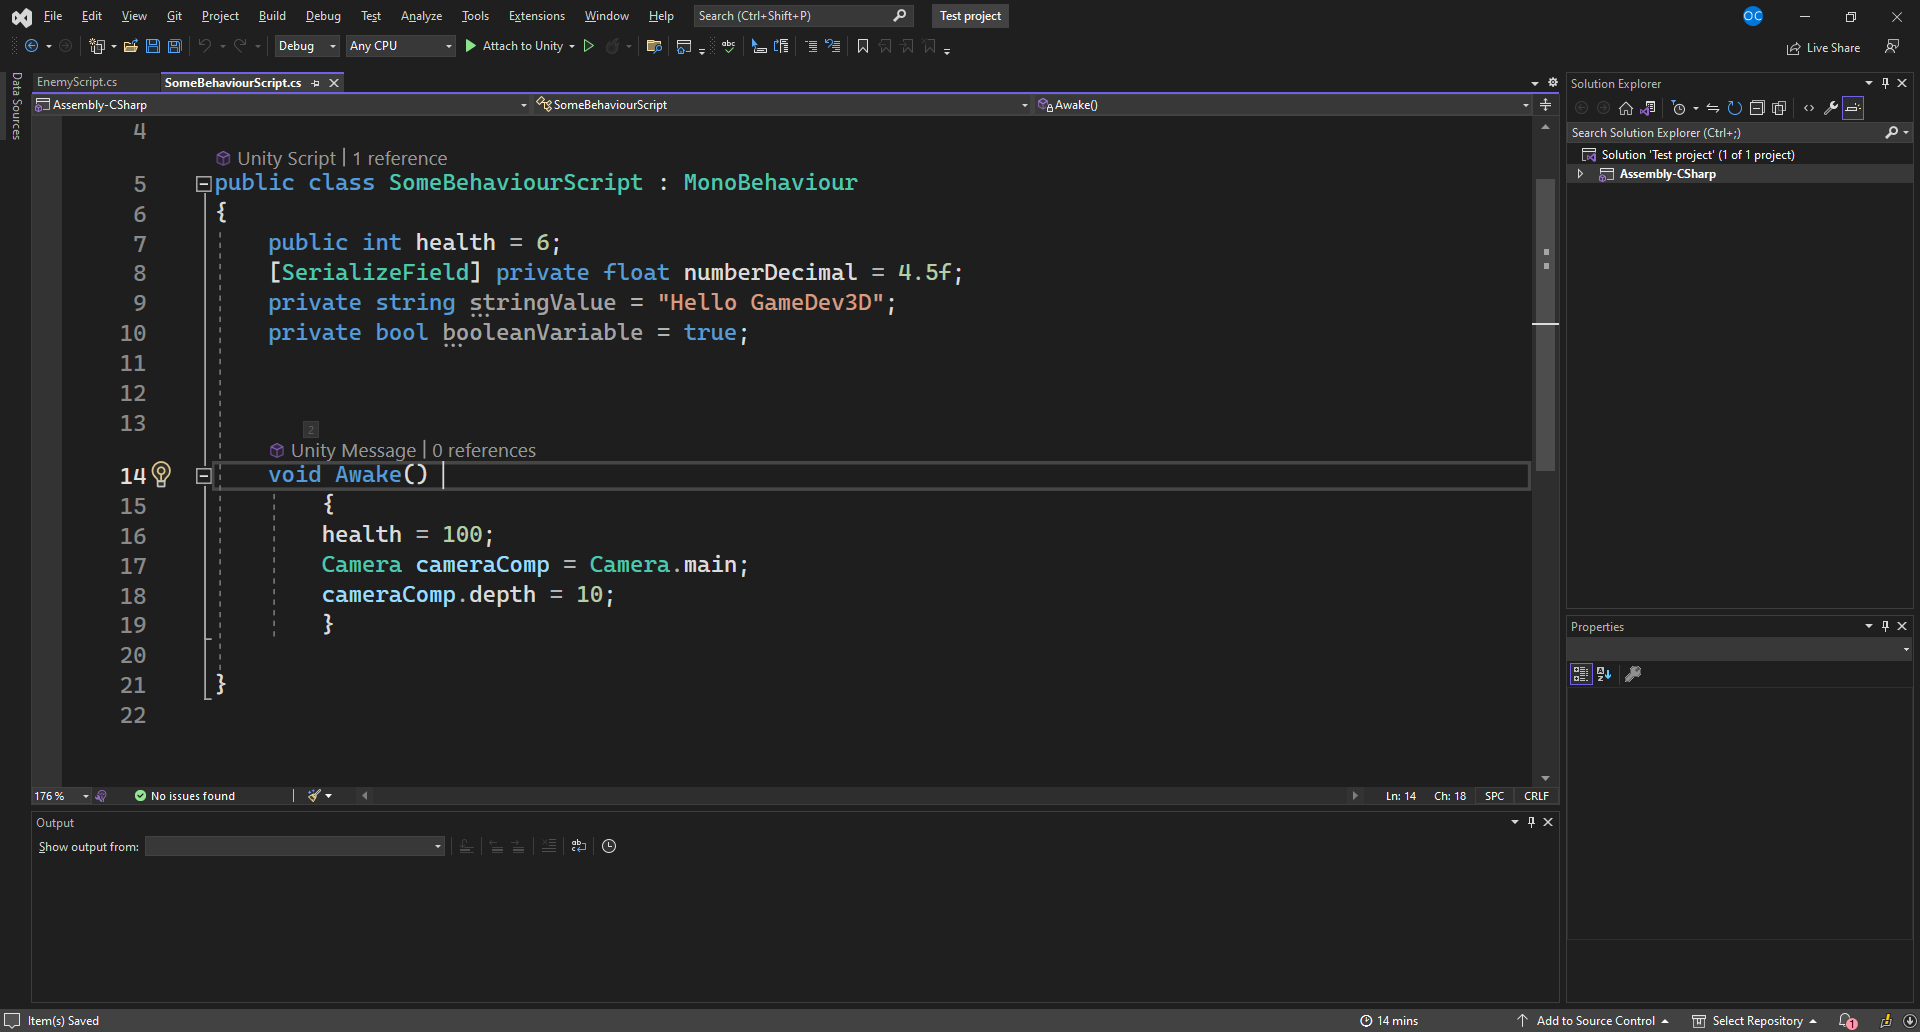 File Edit View Git Project Build Debug Test Analyze Tools Extensions Window Help Search (Ctrl+Shift+P) Test project OC
Debug Any CPU Attach to Unity abc Live Share
Data Sources
EnemyScript.cs SomeBehaviourScript.cs
Assembly-CSharp SomeBehaviourScript Awake()
4
Unity Script | 1 reference
5 public class SomeBehaviourScript : MonoBehaviour
6 {
7 public int health = 6;
8 [SerializeField] private float numberDecimal = 4.5f;
9 private string stringValue = "Hello GameDev3D";
10 private bool booleanVariable = true;
11
12
13
2
Unity Message | 0 references
14 void Awake()
15 {
16 health = 100;
17 Camera cameraComp = Camera.main;
18 cameraComp.depth = 10;
19 }
20
21 }
22
176 % No issues found Ln: 14 Ch: 18 SPC CRLF
Output
Show output from:
Solution Explorer
Search Solution Explorer (Ctrl+;)
Solution 'Test project' (1 of 1 project)
Assembly-CSharp
Properties
Item(s) Saved 14 mins Add to Source Control Select Repository 1